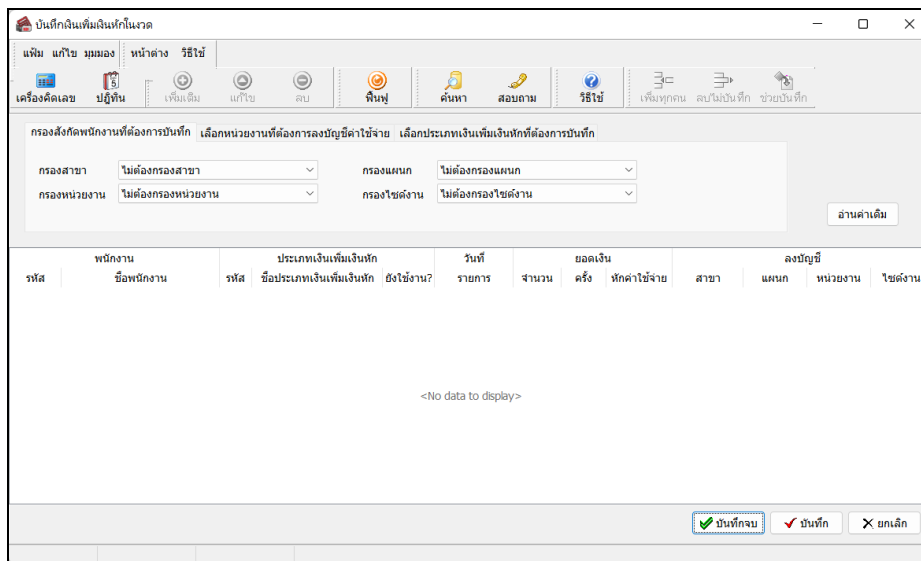 บันทึกเงินเพิ่มเงินหักในงวด
แฟ้ม แก้ไข มุมมอง หน้าต่าง วิธีใช้
เครื่องคิดเลข ปฏิทิน เพิ่มเติม แก้ไข ลบ ฟื้นฟู ค้นหา สอบถาม วิธีใช้ เพิ่มทุกคน ลบไม่บันทึก ช่วยบันทึก
กรองสังกัดพนักงานที่ต้องการบันทึก เลือกหน่วยงานที่ต้องการลงบัญชีค่าใช้จ่าย เลือกประเภทเงินเพิ่มเงินหักที่ต้องการบันทึก
กรองสาขา ไม่ต้องกรองสาขา กรองแผนก ไม่ต้องกรองแผนก
กรองหน่วยงาน ไม่ต้องกรองหน่วยงาน กรองไซต์งาน ไม่ต้องกรองไซต์งาน
อ่านค่าเดิม
พนักงาน ประเภทเงินเพิ่มเงินหัก วันที่ ยอดเงิน ลงบัญชี
รหัส ชื่อพนักงาน รหัส ชื่อประเภทเงินเพิ่มเงินหัก ยังใช้งาน? รายการ จำนวน ครั้ง หักค่าใช้จ่าย สาขา แผนก หน่วยงาน ไซต์งาน
<No data to display>
บันทึกจบ บันทึก ยกเลิก